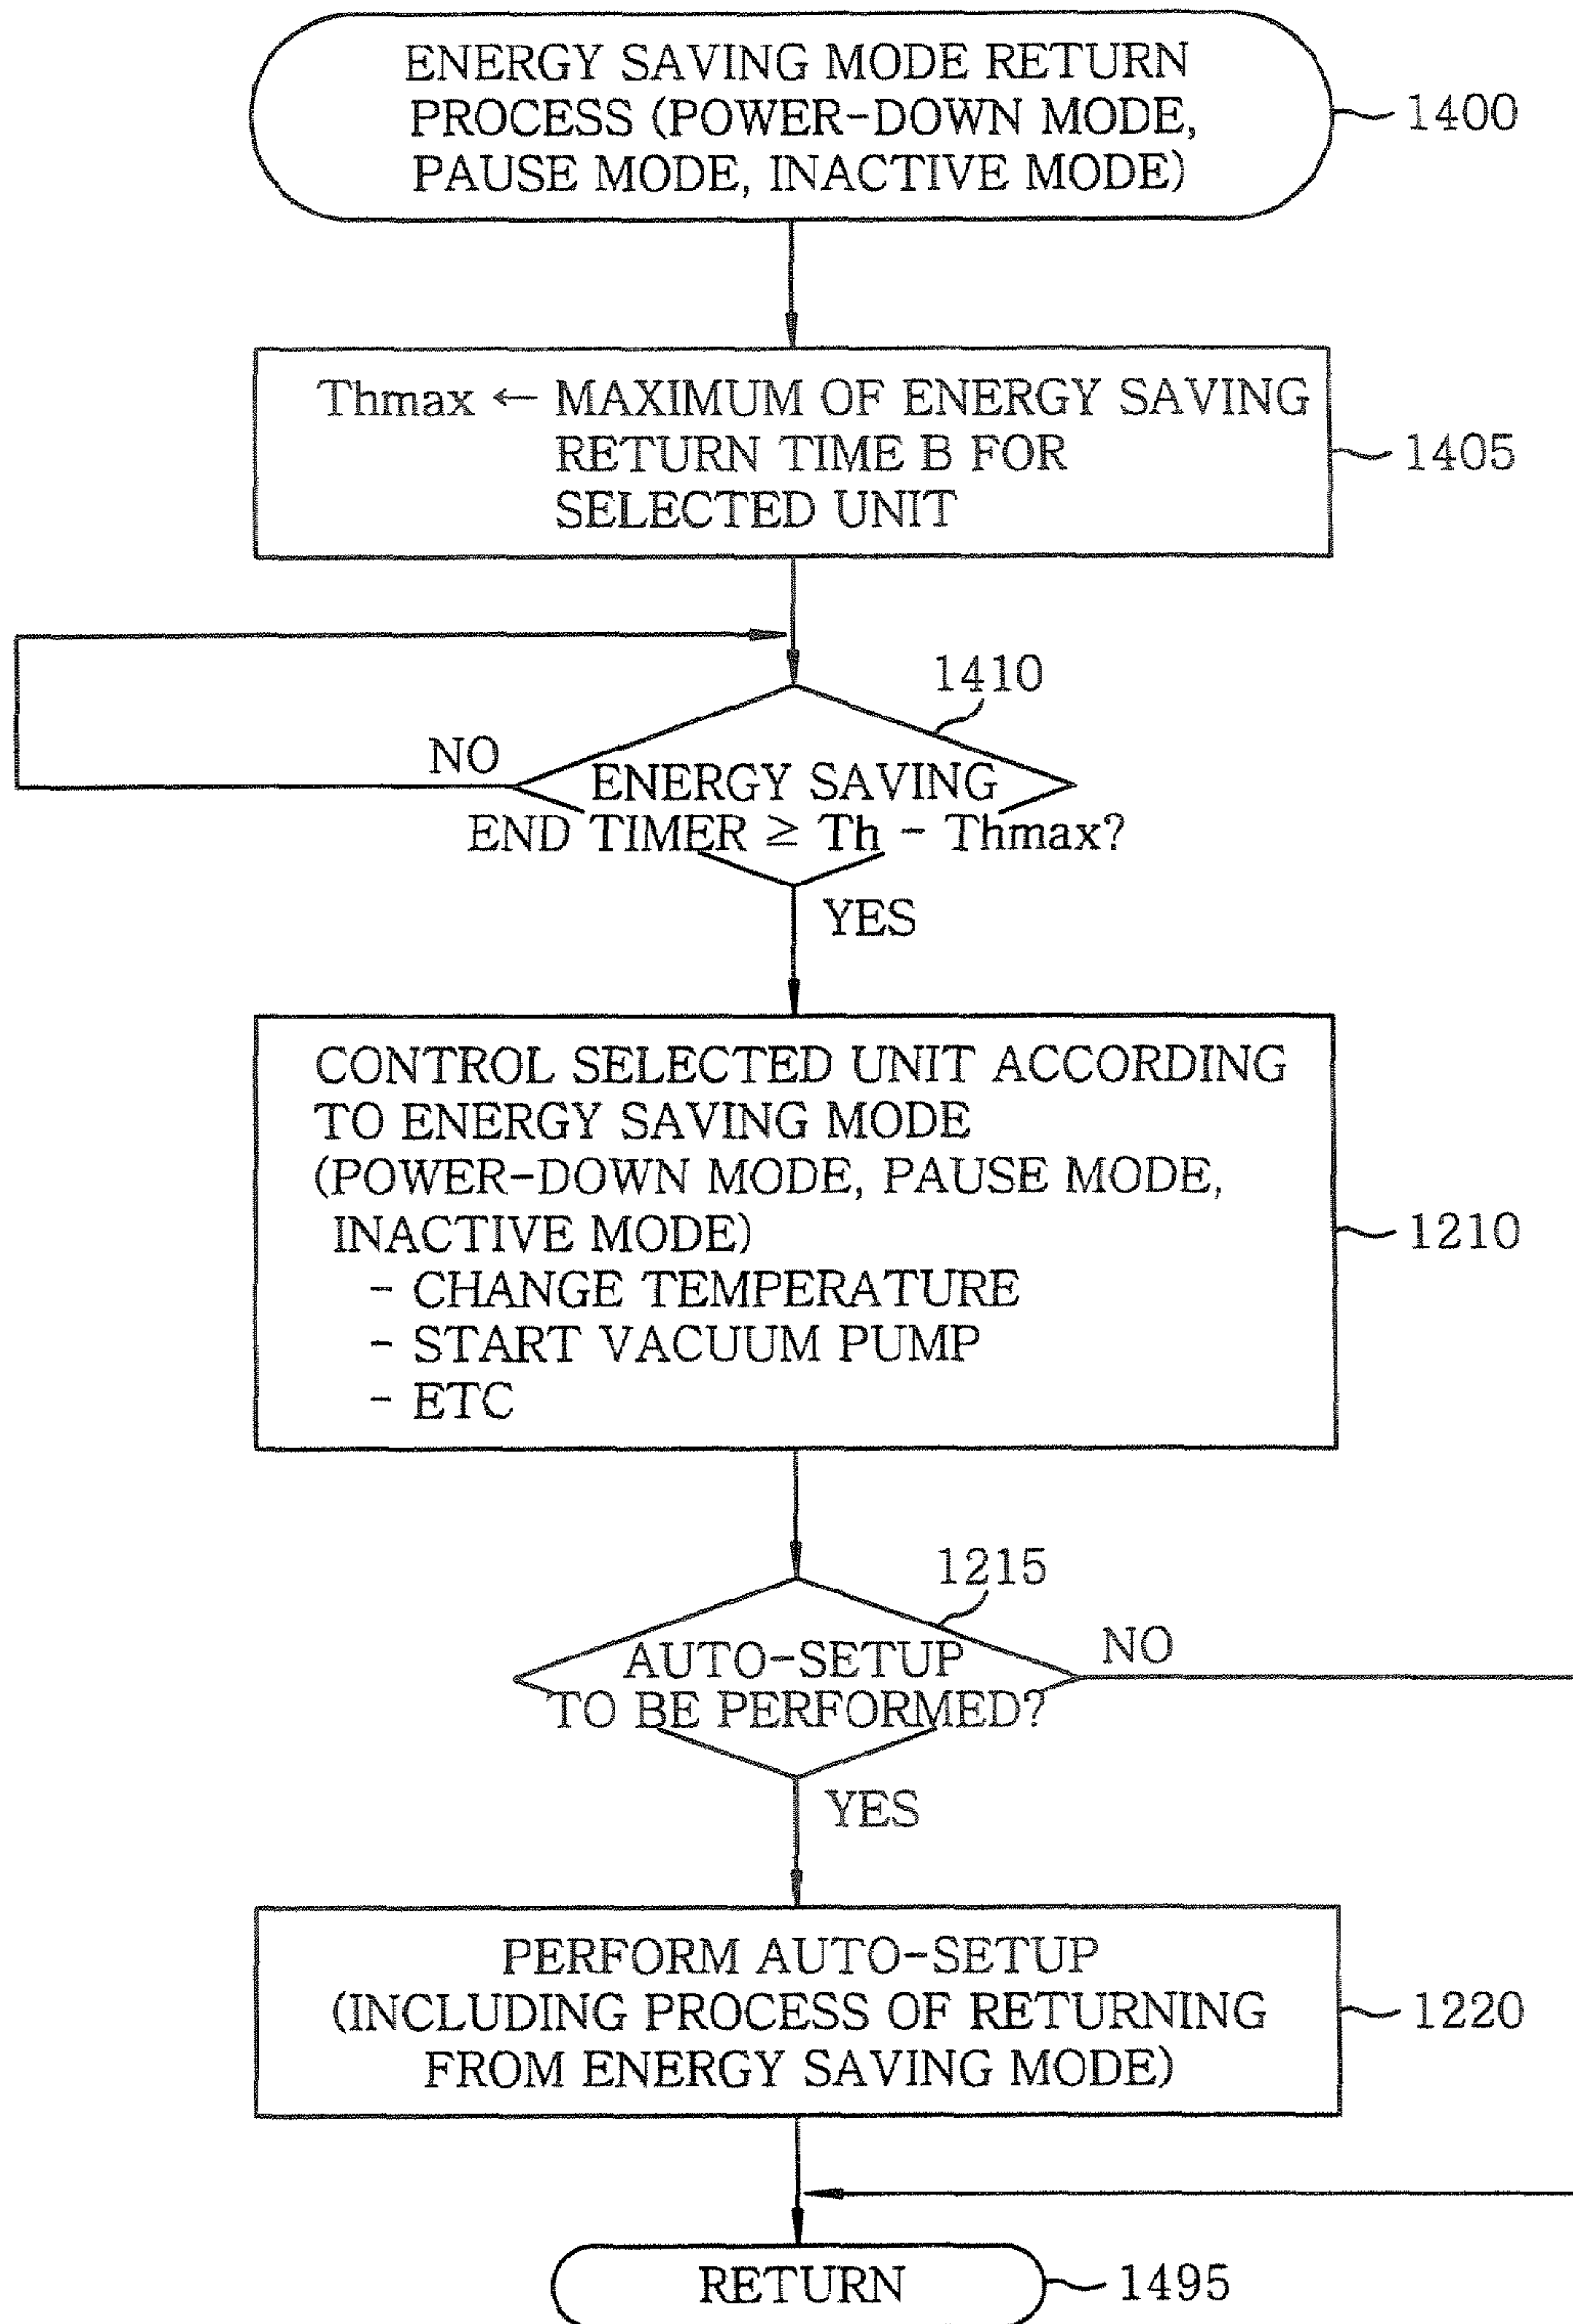 ENERGY SAVING MODE RETURN
PROCESS (POWER-DOWN MODE,
PAUSE MODE, INACTIVE MODE)
1400
Thmax ← MAXIMUM OF ENERGY SAVING
RETURN TIME B FOR
SELECTED UNIT
1405
1410
NO
ENERGY SAVING
END TIMER ≧ Th - Thmax?
YES
CONTROL SELECTED UNIT ACCORDING
TO ENERGY SAVING MODE
(POWER-DOWN MODE, PAUSE MODE,
INACTIVE MODE)
- CHANGE TEMPERATURE
- START VACUUM PUMP
- ETC
1210
1215
AUTO-SETUP
TO BE PERFORMED?
NO
YES
PERFORM AUTO-SETUP
(INCLUDING PROCESS OF RETURNING
FROM ENERGY SAVING MODE)
1220
RETURN
1495